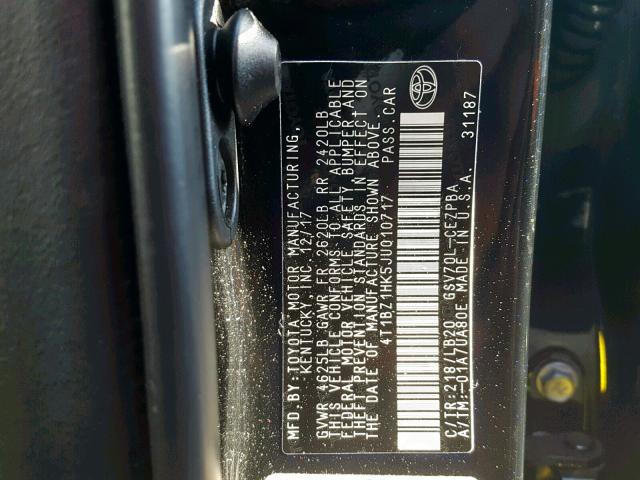 MFD.BY:TOYOTA MOTOR MANUFACTURING,
KENTUCKY, INC. 12/17
GVWR 4625LB GAWR FR 2620LB RR 2420LB
THIS VEHICLE CONFORMS TO ALL APPLICABLE
FEDERAL MOTOR VEHICLE SAFETY, BUMPER, AND
THEFT PREVENTION STANDARDS IN EFFECT ON
THE DATE OF MANUFACTURE SHOWN ABOVE.
4T1BZ1HK5JU010717 PASS.CAR
C/TR:218/LB20 GSV70L-CEZPBA
A/TM:-01A/UA80E MADE IN U.S.A. 31187